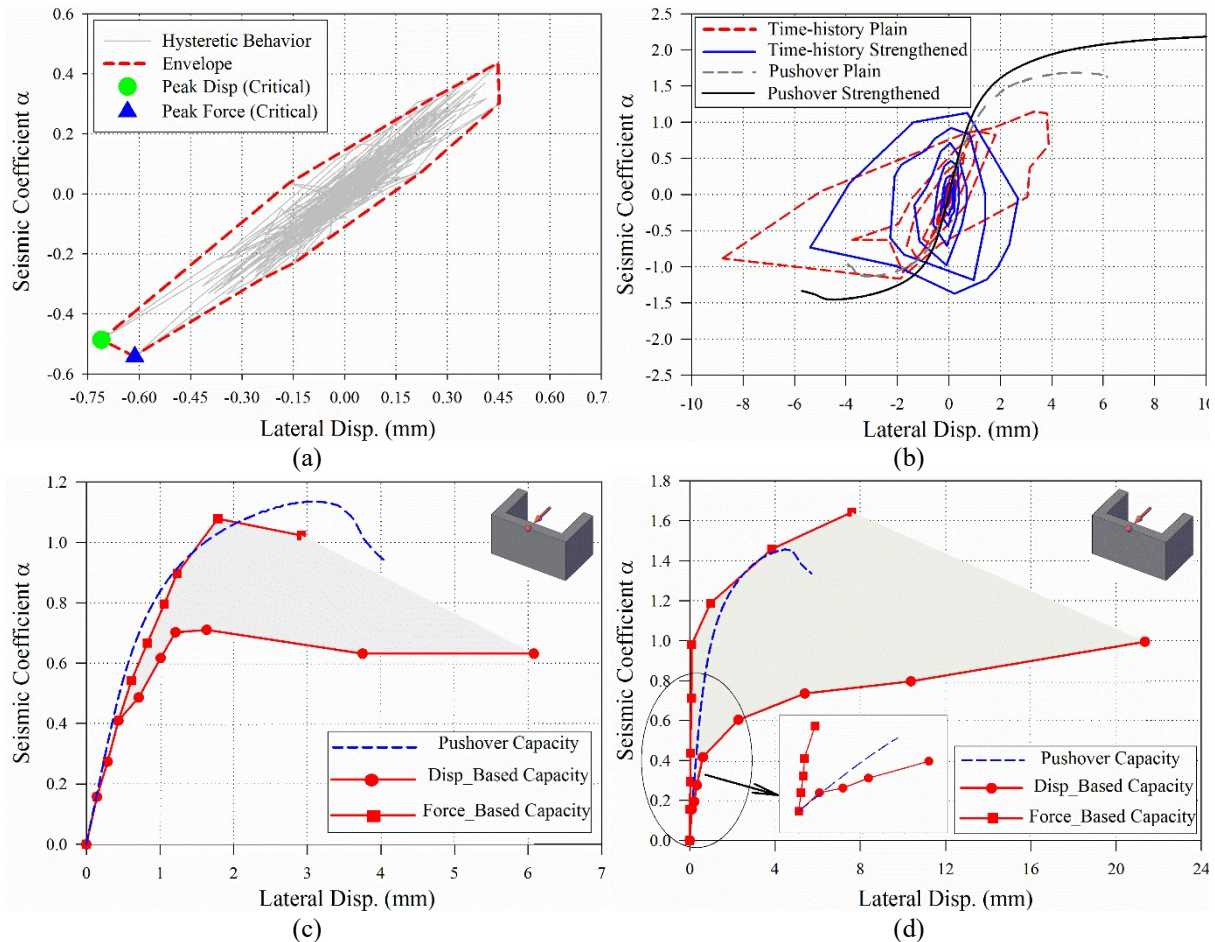 0.6
0.4
0.2
0.0
-0.2
-0.4
-0.6
Seismic Coefficient α
Hysteretic Behavior
Envelope
Peak Disp (Critical)
Peak Force (Critical)
-0.75 -0.60 -0.45 -0.30 -0.15 0.00 0.15 0.30 0.45 0.60 0.7
Lateral Disp. (mm)
(a)
2.5
2.0
1.5
1.0
0.5
0.0
-0.5
-1.0
-1.5
-2.0
-2.5
Seismic Coefficient α
Time-history Plain
Time-history Strengthened
Pushover Plain
Pushover Strengthened
-10 -8 -6 -4 -2 0 2 4 6 8 10
Lateral Disp. (mm)
(b)
1.2
1.0
0.8
0.6
0.4
0.2
0.0
Seismic Coefficient α
Pushover Capacity
Disp_Based Capacity
Force_Based Capacity
0 1 2 3 4 5 6 7
Lateral Disp. (mm)
(c)
1.8
1.6
1.4
1.2
1.0
0.8
0.6
0.4
0.2
0.0
Seismic Coefficient α
Pushover Capacity
Disp_Based Capacity
Force_Based Capacity
0 4 8 12 16 20 24
Lateral Disp. (mm)
(d)